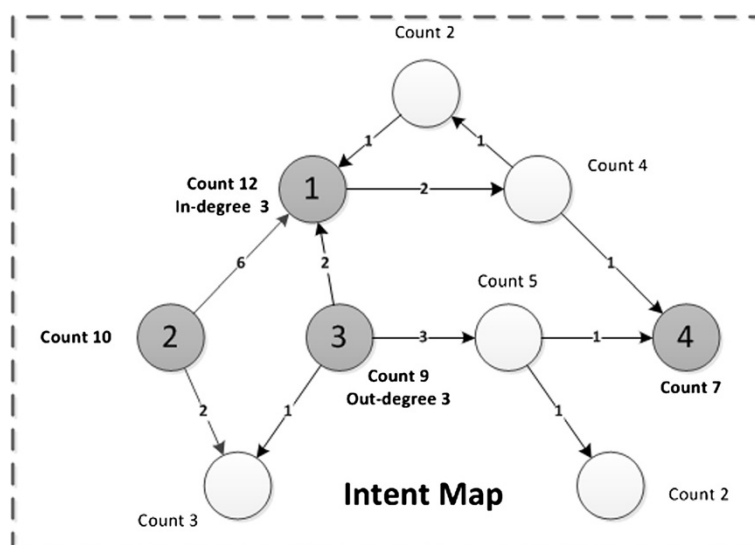 Count 2
1
1
Count 12
In-degree 3
1
2
Count 4
6
2
1
Count 5
Count 10
2
3
3
1
4
Count 9
Out-degree 3
Count 7
2
1
1
Intent Map
Count 3
Count 2